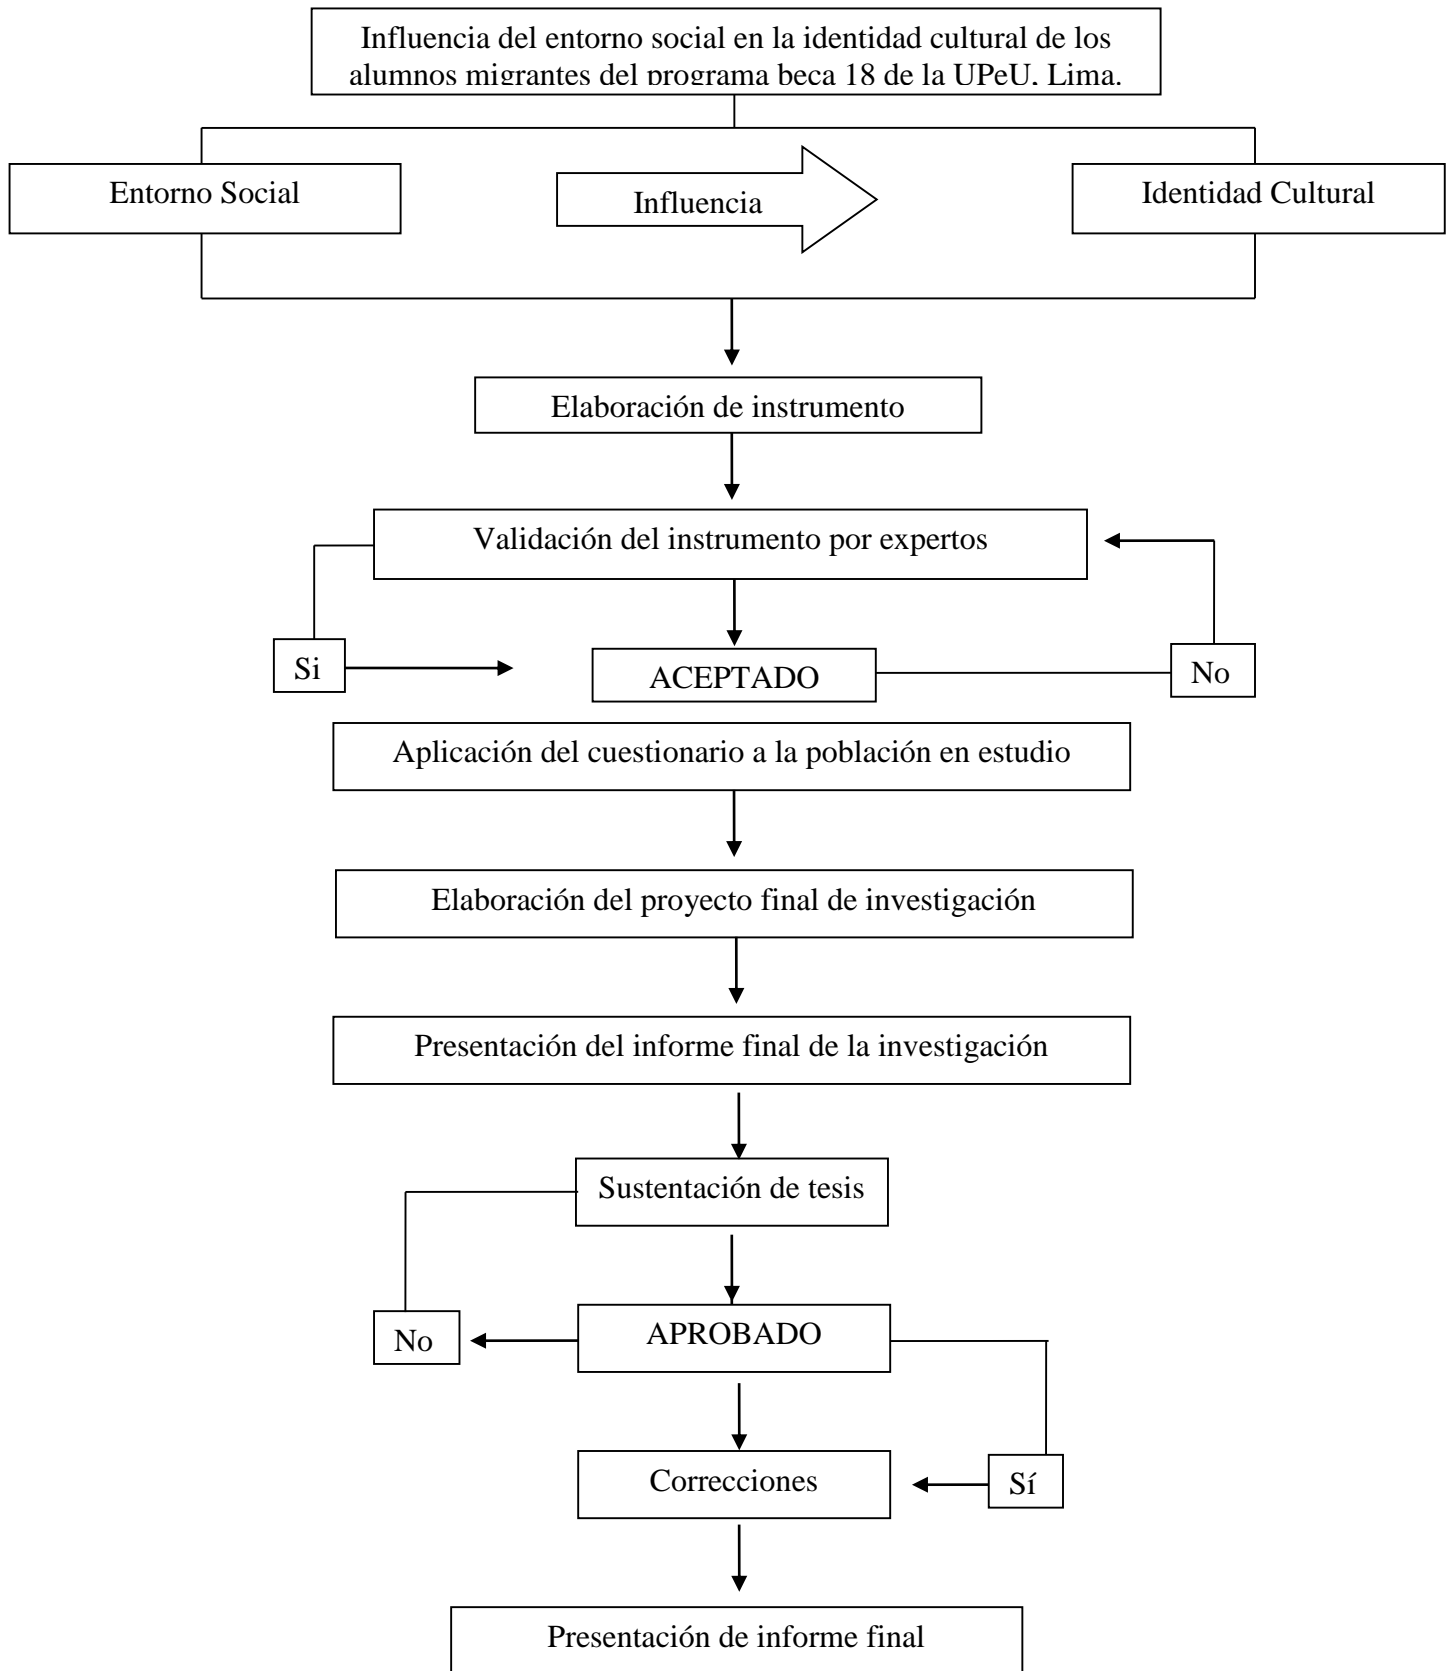 Influencia del entorno social en la identidad cultural de los
alumnos migrantes del programa beca 18 de la UPeU. Lima.
Entorno Social
Influencia
Identidad Cultural
Elaboración de instrumento
Validación del instrumento por expertos
Si
ACEPTADO
No
Aplicación del cuestionario a la población en estudio
Elaboración del proyecto final de investigación
Presentación del informe final de la investigación
Sustentación de tesis
No
APROBADO
Correcciones
Sí
Presentación de informe final